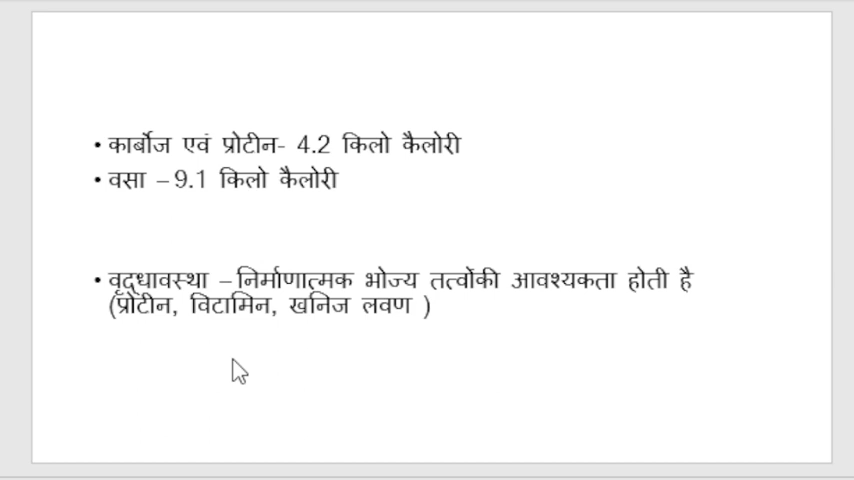 • कार्बोज एवं प्रोटीन- 4.2 किलो कैलोरी
• वसा – 9.1 किलो कैलोरी
• वृद्धावस्था – निर्माणात्मक भोज्य तत्वोंकी आवश्यकता होती है
(प्रोटीन, विटामिन, खनिज लवण )